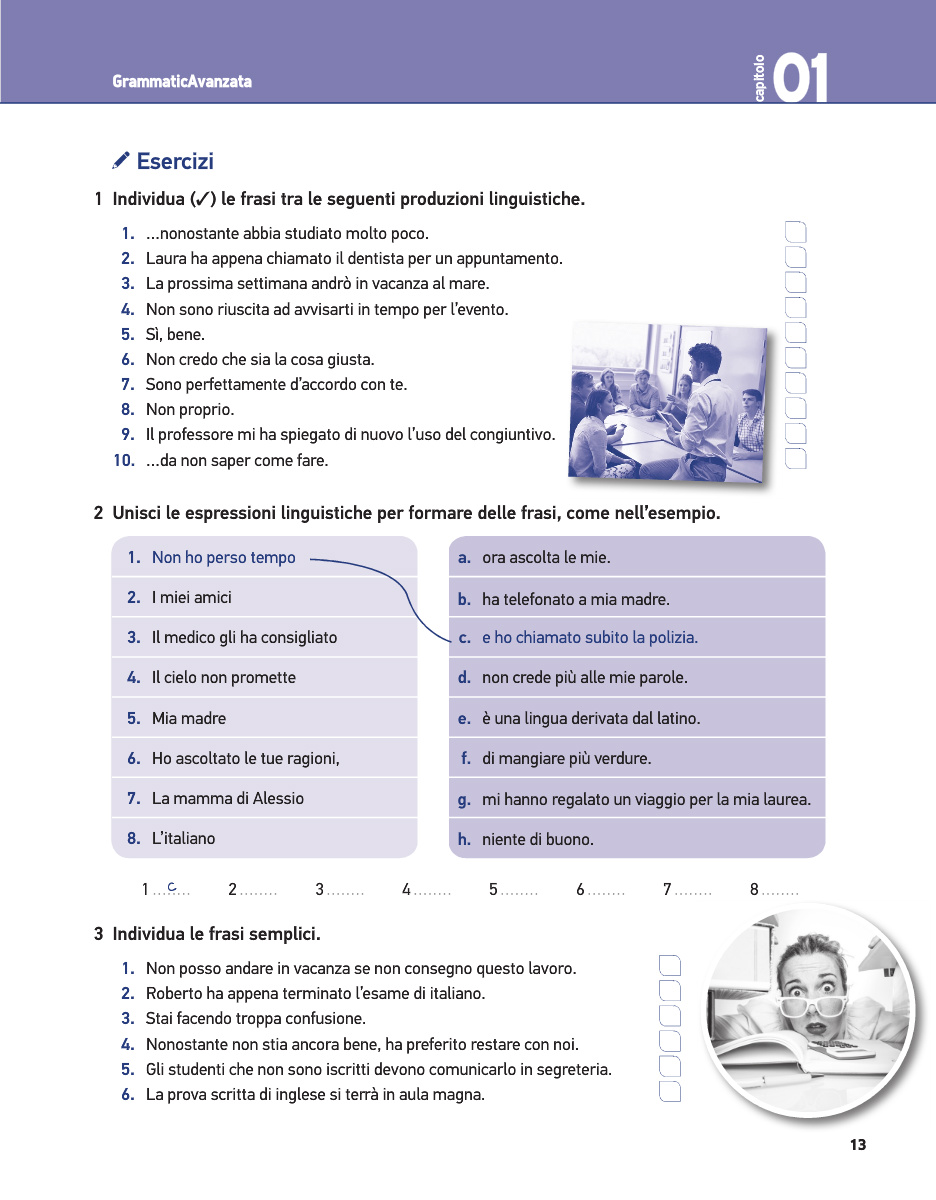 GrammaticAvanzata
capitolo 01
Esercizi
1 Individua (✓) le frasi tra le seguenti produzioni linguistiche.
1. ...nonostante abbia studiato molto poco.
2. Laura ha appena chiamato il dentista per un appuntamento.
3. La prossima settimana andrò in vacanza al mare.
4. Non sono riuscita ad avvisarti in tempo per l'evento.
5. Sì, bene.
6. Non credo che sia la cosa giusta.
7. Sono perfettamente d'accordo con te.
8. Non proprio.
9. Il professore mi ha spiegato di nuovo l'uso del congiuntivo.
10. ...da non saper come fare.
2 Unisci le espressioni linguistiche per formare delle frasi, come nell'esempio.
1. Non ho perso tempo
2. I miei amici
3. Il medico gli ha consigliato
4. Il cielo non promette
5. Mia madre
6. Ho ascoltato le tue ragioni,
7. La mamma di Alessio
8. L'italiano
a. ora ascolta le mie.
b. ha telefonato a mia madre.
c. e ho chiamato subito la polizia.
d. non crede più alle mie parole.
e. è una lingua derivata dal latino.
f. di mangiare più verdure.
g. mi hanno regalato un viaggio per la mia laurea.
h. niente di buono.
1 ...c... 2 ........ 3 ........ 4 ........ 5 ........ 6 ........ 7 ........ 8 ........
3 Individua le frasi semplici.
1. Non posso andare in vacanza se non consegno questo lavoro.
2. Roberto ha appena terminato l'esame di italiano.
3. Stai facendo troppa confusione.
4. Nonostante non stia ancora bene, ha preferito restare con noi.
5. Gli studenti che non sono iscritti devono comunicarlo in segreteria.
6. La prova scritta di inglese si terrà in aula magna.
13